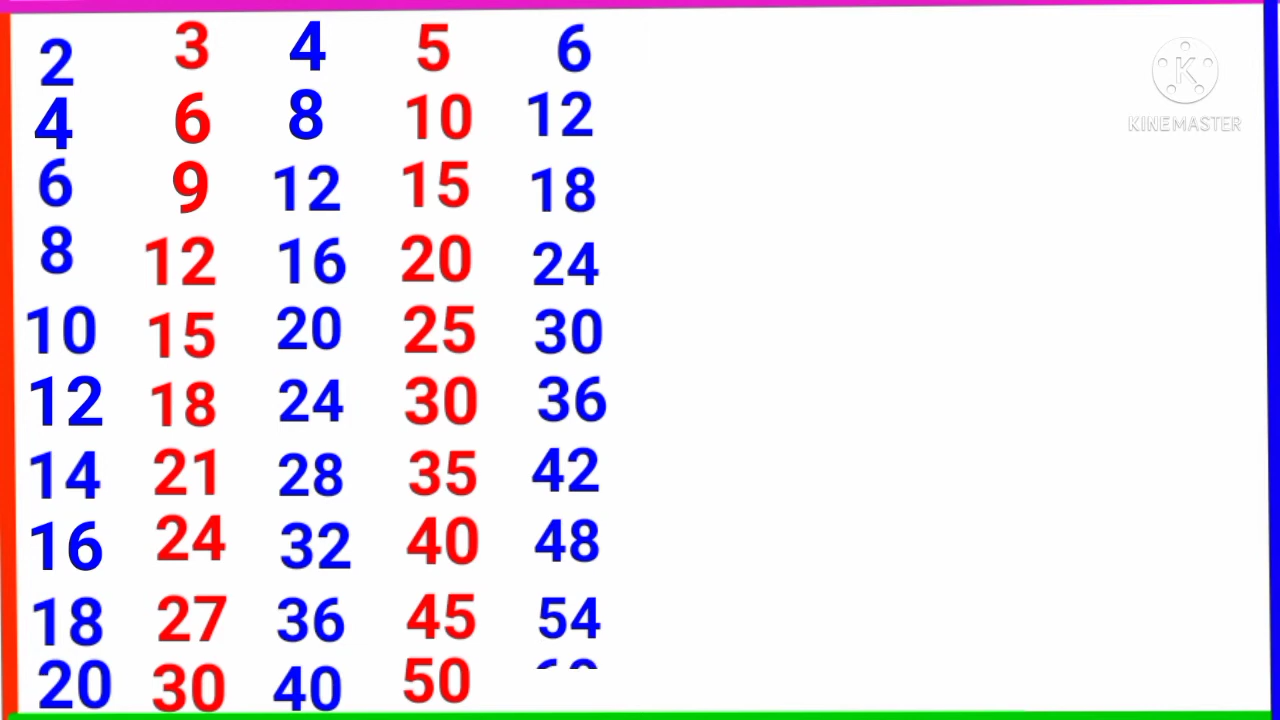 2 3 4 5 6
4 6 8 10 12
6 9 12 15 18
8 12 16 20 24
10 15 20 25 30
12 18 24 30 36
14 21 28 35 42
16 24 32 40 48
18 27 36 45 54
20 30 40 50
K
KINEMASTER